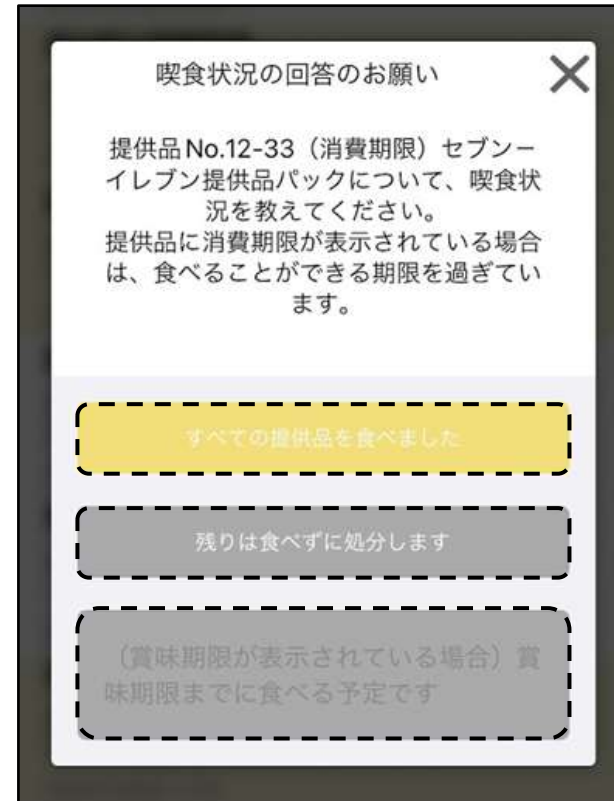 喫食状況の回答のお願い
提供品No.12-33（消費期限）セブンー
イレブン提供品パックについて、喫食状
況を教えてください。
提供品に消費期限が表示されている場合
は、食べることができる期限を過ぎてい
ます。
すべての提供品を食べました
残りは食べずに処分します
（賞味期限が表示されている場合）賞
味期限までに食べる予定です